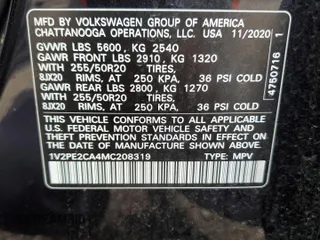 MFD BY VOLKSWAGEN GROUP OF AMERICA
CHATTANOOGA OPERATIONS, LLC. USA 11/2020
GVWR LBS 5600, KG 2540
GAWR FRONT LBS 2910, KG 1320
WITH 255/50R20 TIRES,
8JX20 RIMS, AT 250 KPA, 36 PSI COLD
GAWR REAR LBS 2800, KG 1270
WITH 255/50R20 TIRES,
8JX20 RIMS, AT 250 KPA, 36 PSI COLD
THIS VEHICLE CONFORMS TO ALL APPLICABLE
U.S. FEDERAL MOTOR VEHICLE SAFETY AND
THEFT PREVENTION STANDARDS IN EFFECT ON
THE DATE OF MANUFACTURE SHOWN ABOVE.
1V2PE2CA4MC208319 TYPE: MPV
4760716 1